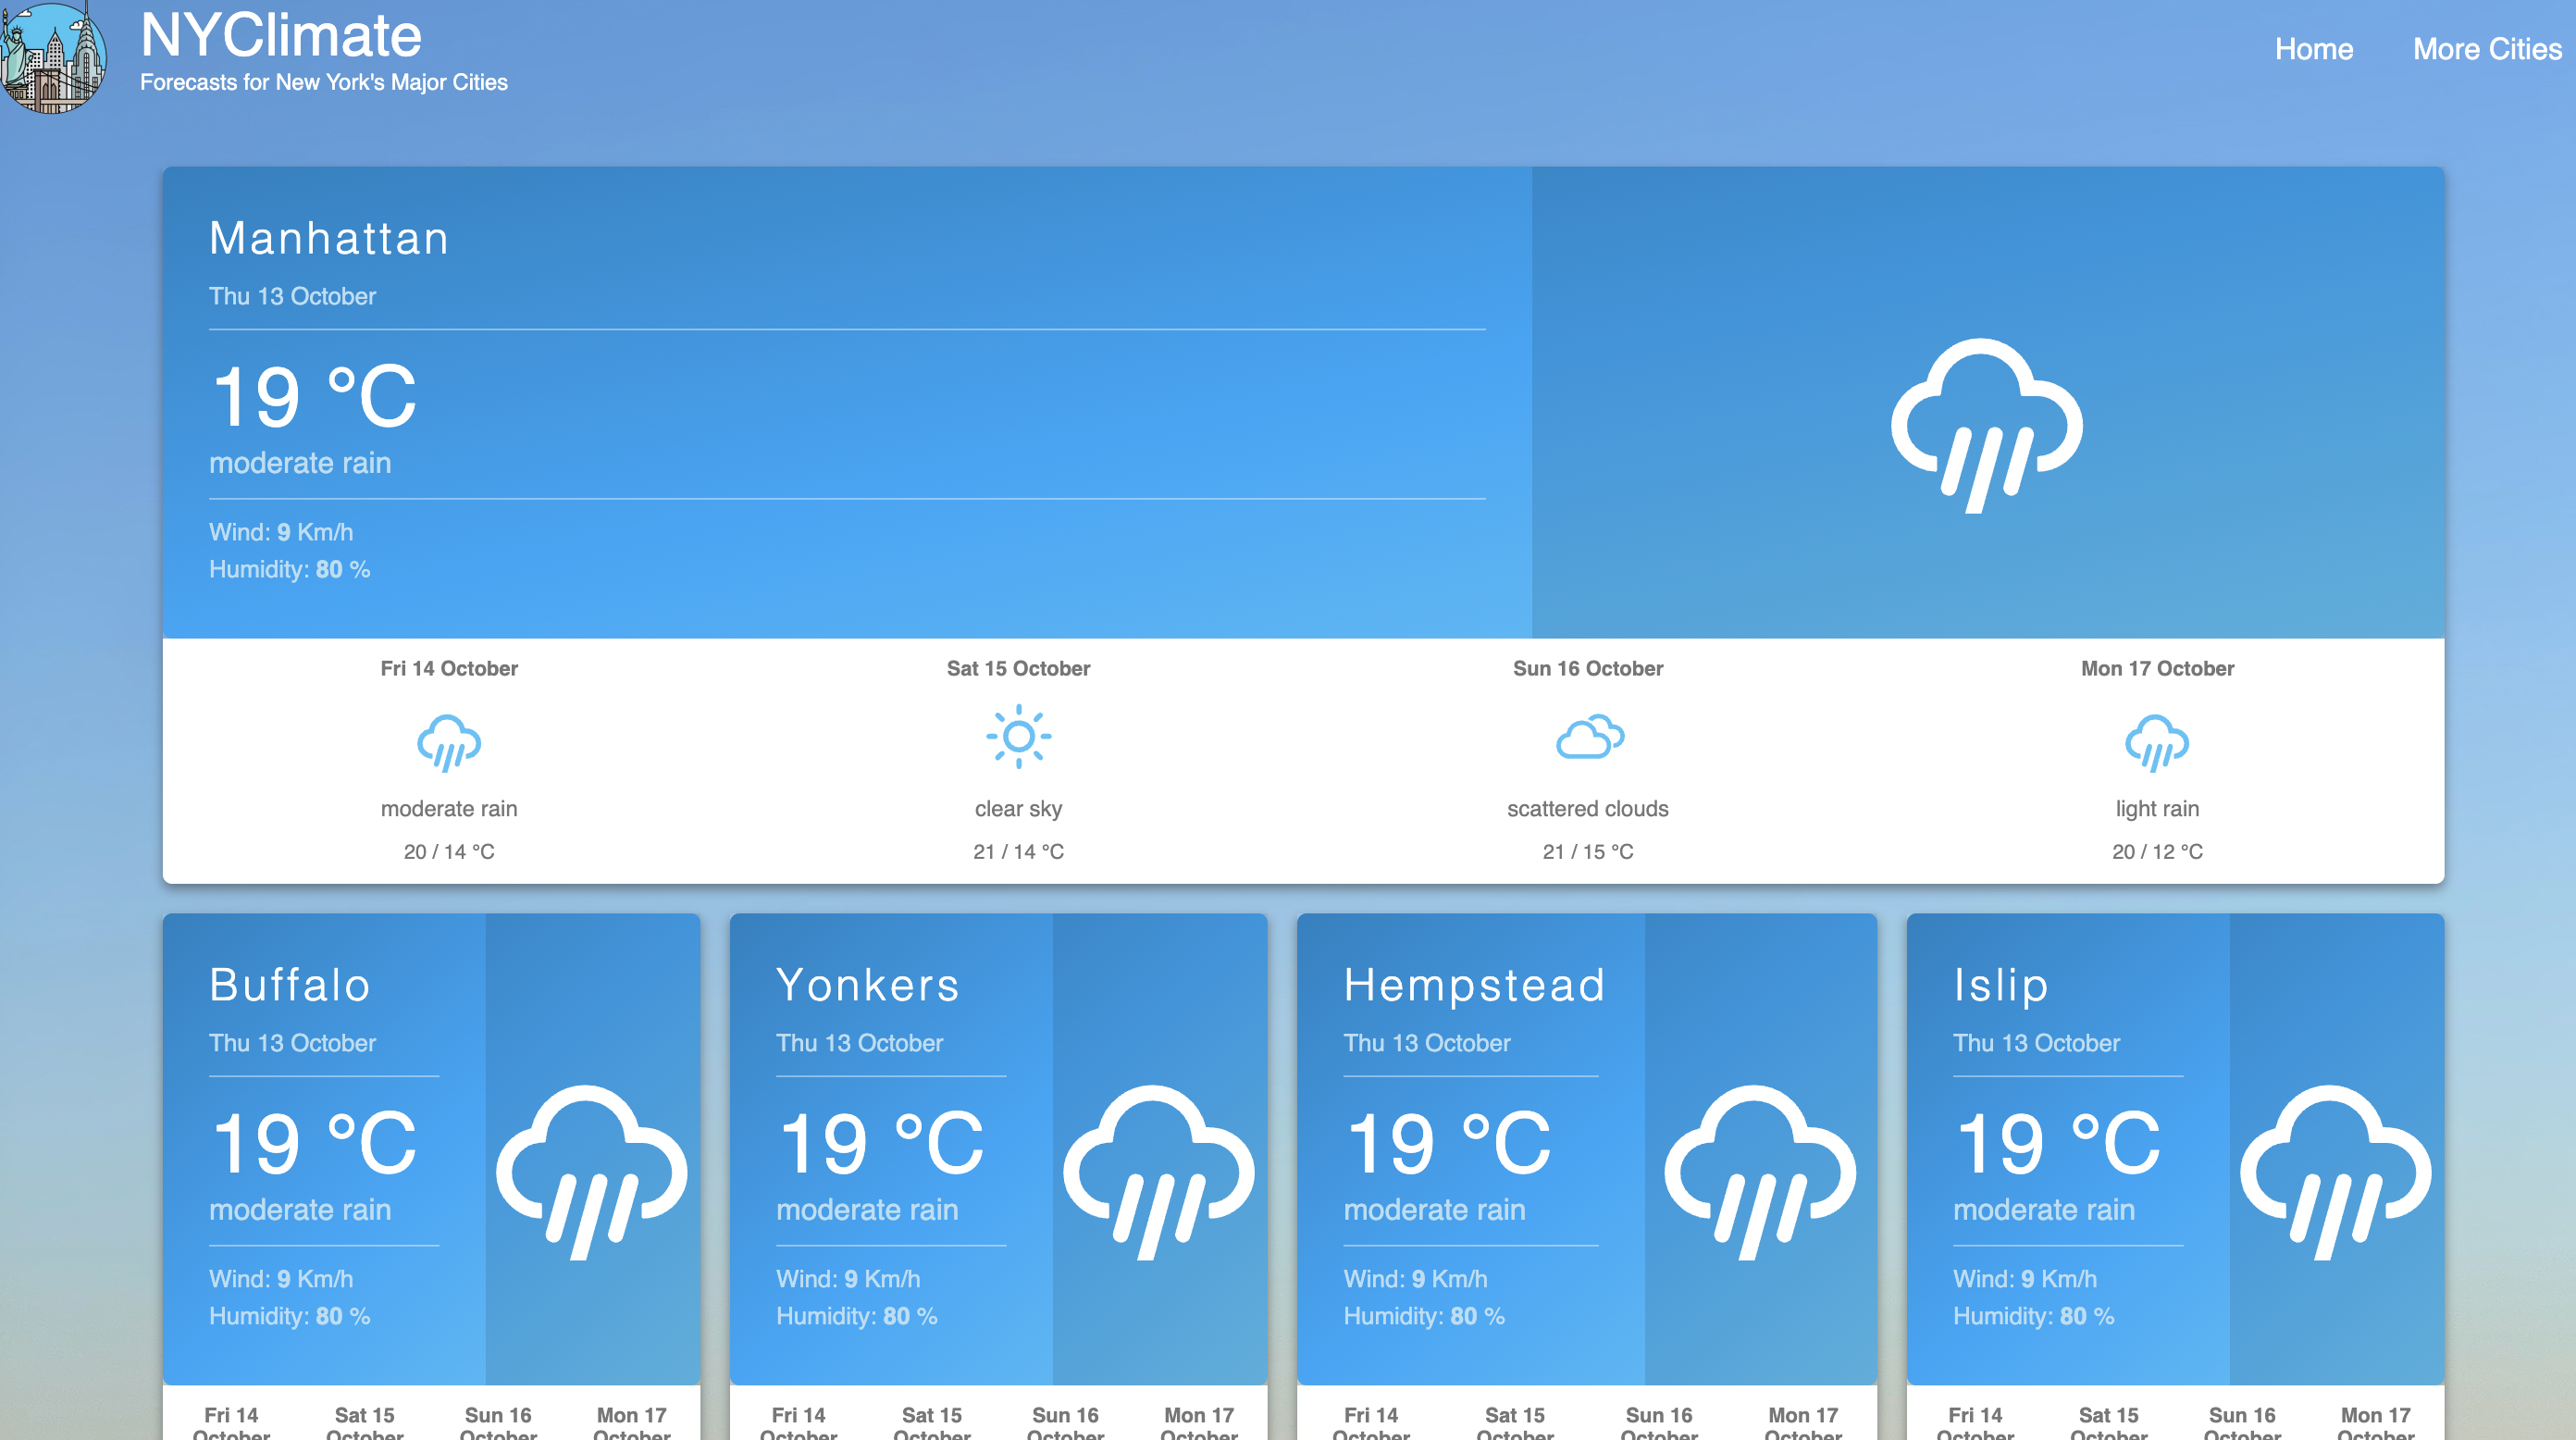 NYClimate
Forecasts for New York's Major Cities
Home
More Cities
Manhattan
Thu 13 October
19 °C
moderate rain
Wind: 9 Km/h
Humidity: 80 %
Fri 14 October
moderate rain
20 / 14 °C
Sat 15 October
clear sky
21 / 14 °C
Sun 16 October
scattered clouds
21 / 15 °C
Mon 17 October
light rain
20 / 12 °C
Buffalo
Thu 13 October
19 °C
moderate rain
Wind: 9 Km/h
Humidity: 80 %
Fri 14
October
Sat 15
October
Sun 16
October
Mon 17
October
Yonkers
Thu 13 October
19 °C
moderate rain
Wind: 9 Km/h
Humidity: 80 %
Fri 14
October
Sat 15
October
Sun 16
October
Mon 17
October
Hempstead
Thu 13 October
19 °C
moderate rain
Wind: 9 Km/h
Humidity: 80 %
Fri 14
October
Sat 15
October
Sun 16
October
Mon 17
October
Islip
Thu 13 October
19 °C
moderate rain
Wind: 9 Km/h
Humidity: 80 %
Fri 14
October
Sat 15
October
Sun 16
October
Mon 17
October